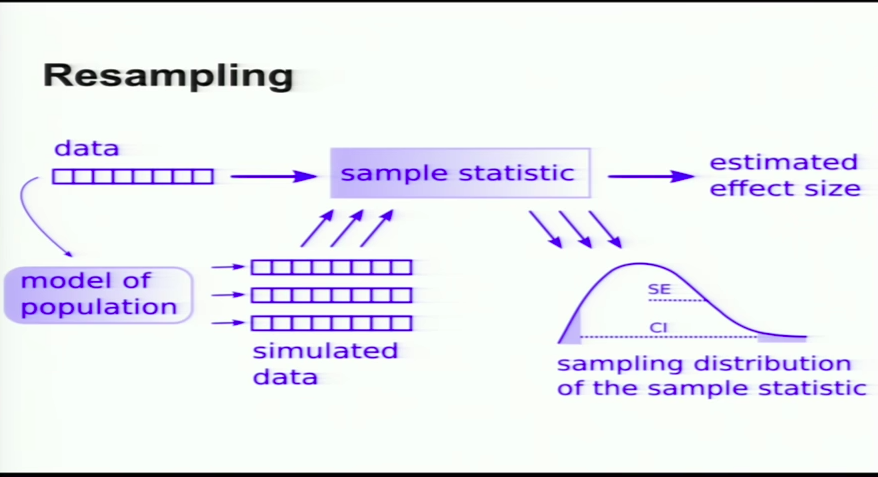 Resampling
data
sample statistic
estimated
effect size
model of
population
simulated
data
SE
CI
sampling distribution
of the sample statistic